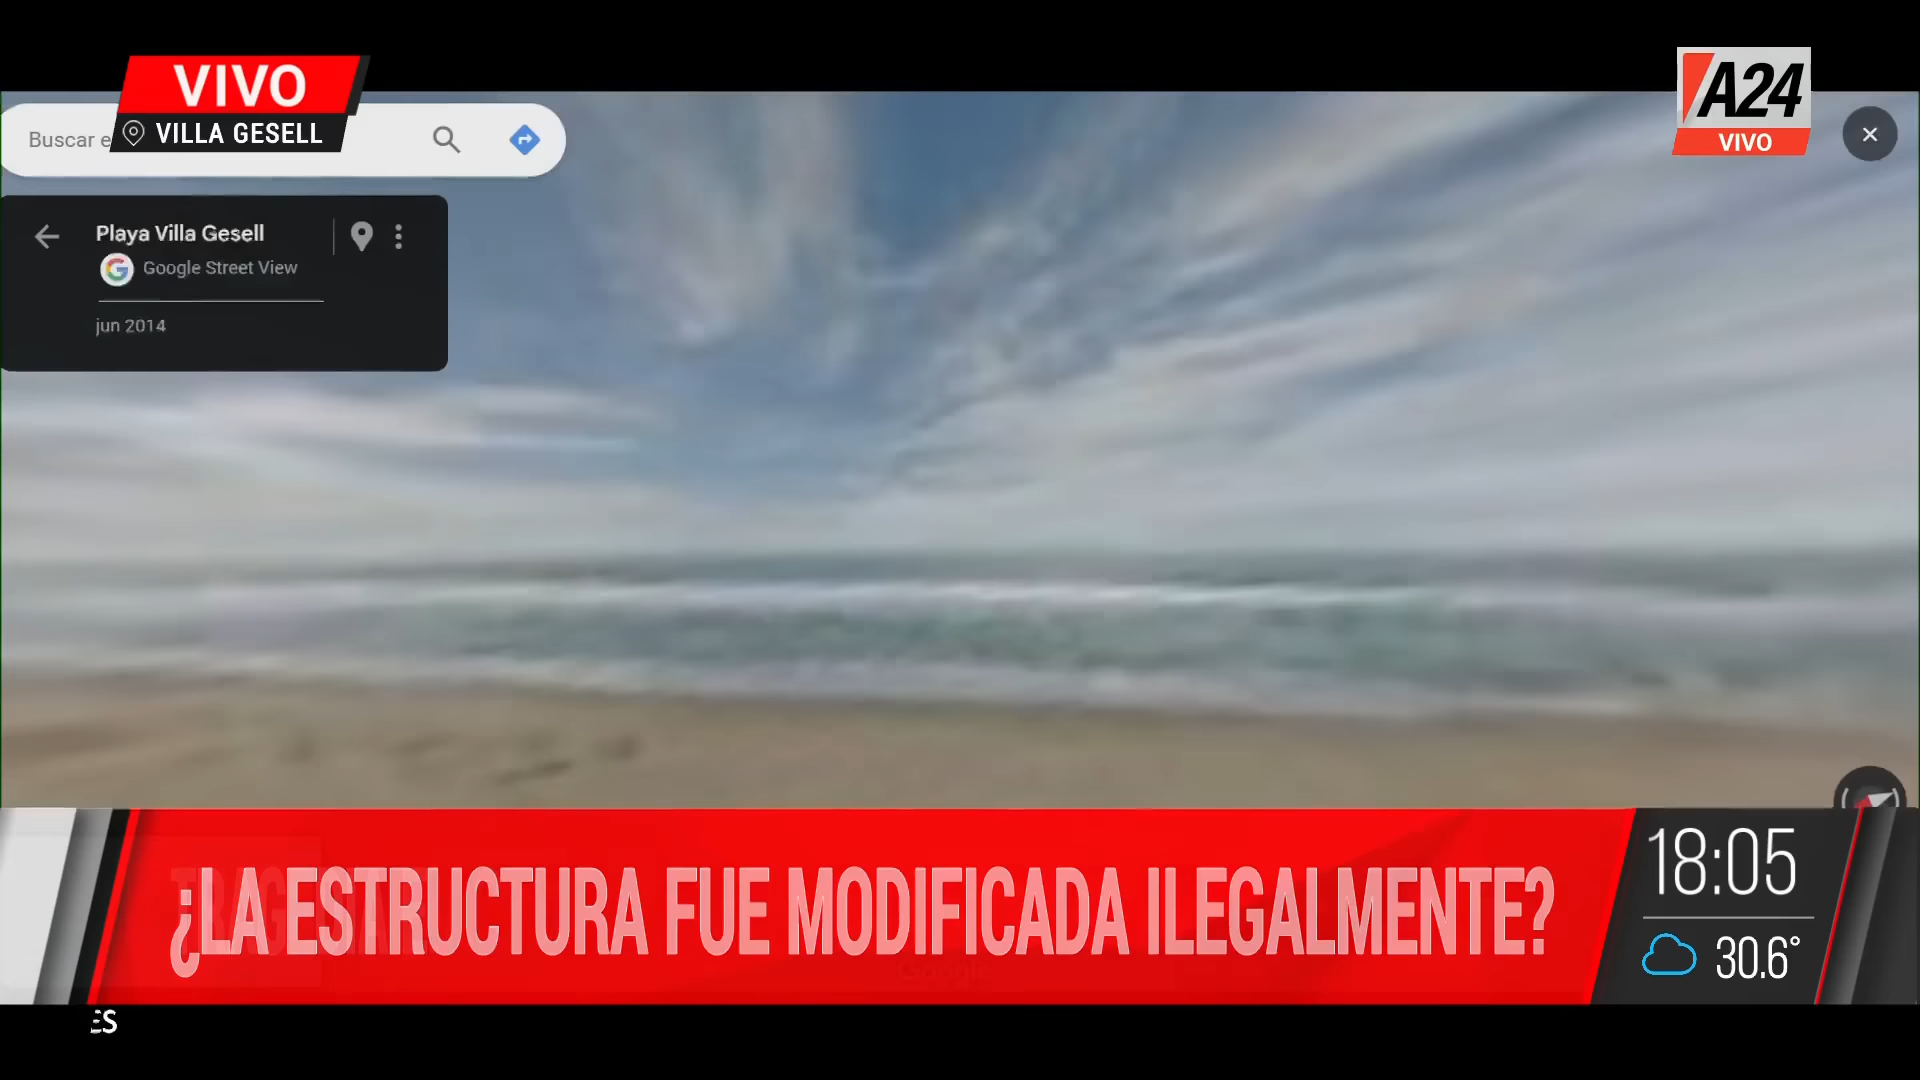 VIVO
VILLA GESELL
A24
VIVO
Buscar
Playa Villa Gesell
Google Street View
jun 2014
¿LA ESTRUCTURA FUE MODIFICADA ILEGALMENTE?
18:05
30.6°
ES